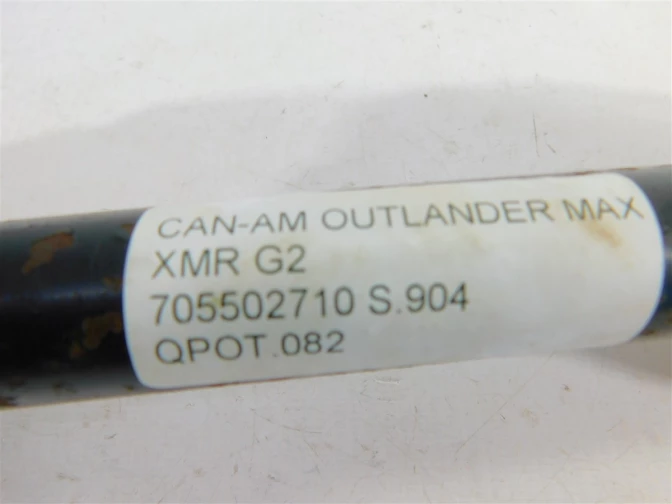 CAN-AM OUTLANDER MAX
XMR G2
705502710 S.904
QPOT.082